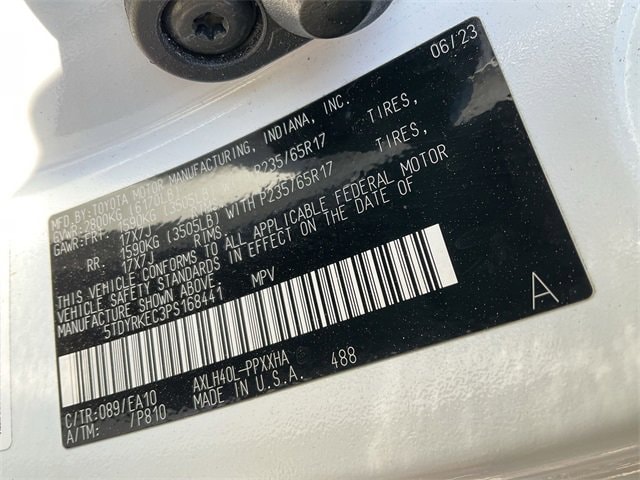 MFD.BY:TOYOTA MOTOR MANUFACTURING, INDIANA, INC. 06/23
GVWR:2800KG
GAWR:FRT. 1590KG (3505LB) WITH P235/65R17 TIRES,
17X7J RIMS,
RR. 1590KG (3505LB) WITH P235/65R17 TIRES,
17X7J RIMS
THIS VEHICLE CONFORMS TO ALL APPLICABLE FEDERAL MOTOR
VEHICLE SAFETY STANDARDS IN EFFECT ON THE DATE OF
MANUFACTURE SHOWN ABOVE.
5TDYRKEC3PS168441 MPV
C/TR:089/EA10 AXLH40L-PPXXHA A
A/TM: /P810 MADE IN U.S.A. 488